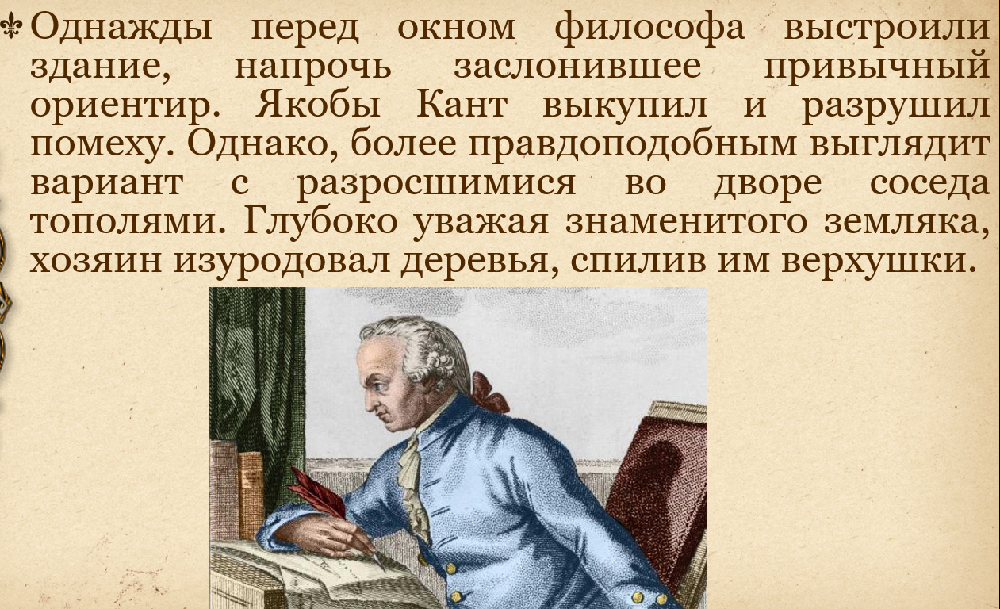 Однажды перед окном философа выстроили
здание, напрочь заслонившее привычный
ориентир. Якобы Кант выкупил и разрушил
помеху. Однако, более правдоподобным выглядит
вариант с разросшимися во дворе соседа
тополями. Глубоко уважая знаменитого земляка,
хозяин изуродовал деревья, спилив им верхушки.